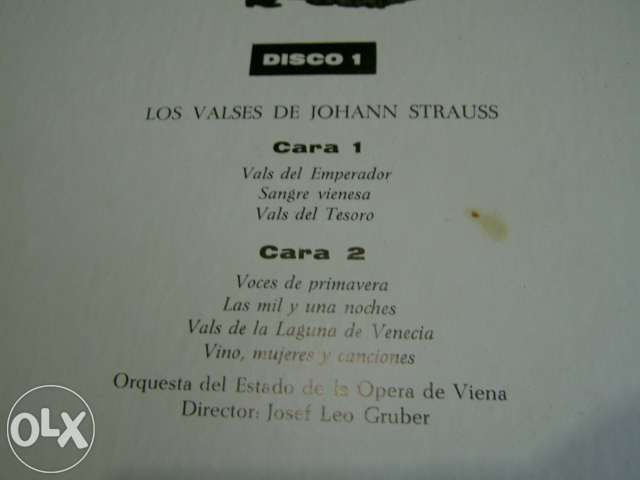 DISCO 1
LOS VALSES DE JOHANN STRAUSS
Cara 1
Vals del Emperador
Sangre vienesa
Vals del Tesoro
Cara 2
Voces de primavera
Las mil y una noches
Vals de la Laguna de Venecia
Vino, mujeres y canciones
Orquesta del Estado de la Opera de Viena
Director: Josef Leo Gruber
OLX